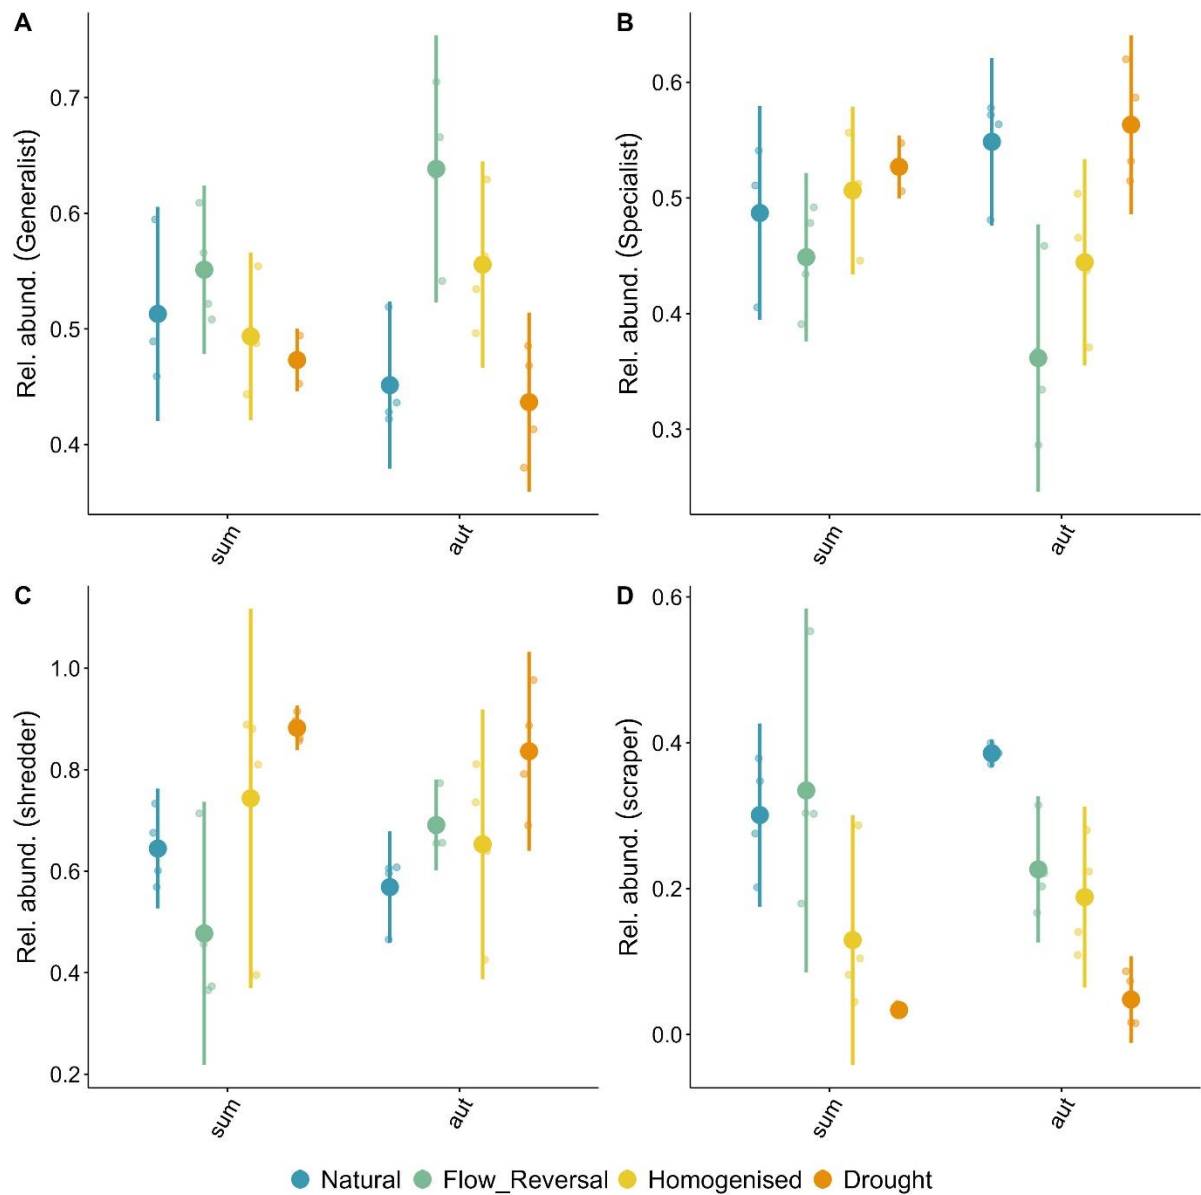 A
Rel. abund. (Generalist)
0.7
0.6
0.5
0.4
sum
aut
B
Rel. abund. (Specialist)
0.6
0.5
0.4
0.3
sum
aut
C
Rel. abund. (shredder)
1.0
0.8
0.6
0.4
0.2
sum
aut
D
Rel. abund. (scraper)
0.6
0.4
0.2
0.0
sum
aut
Natural Flow_Reversal Homogenised Drought